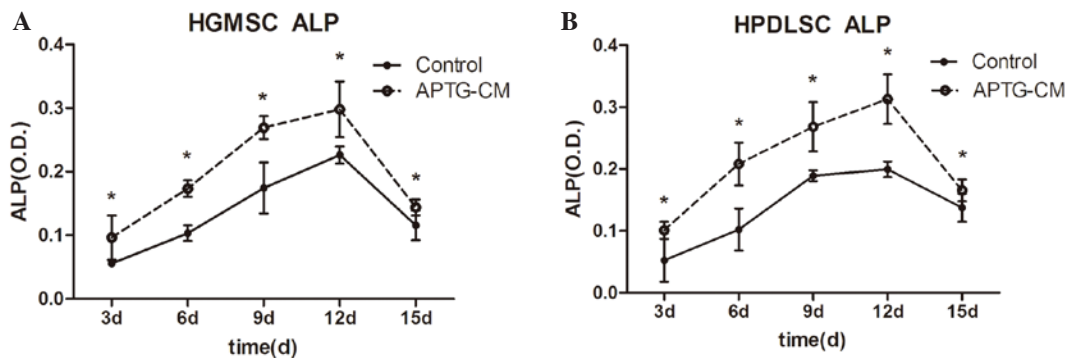 A
HGMSC ALP
0.4
0.3
0.2
0.1
0.0
ALP(O.D.)
*
*
*
*
*
Control
APTG-CM
3d
6d
9d
12d
15d
time(d)
B
HPDLSC ALP
0.4
0.3
0.2
0.1
0.0
ALP(O.D.)
*
*
*
*
*
Control
APTG-CM
3d
6d
9d
12d
15d
time(d)